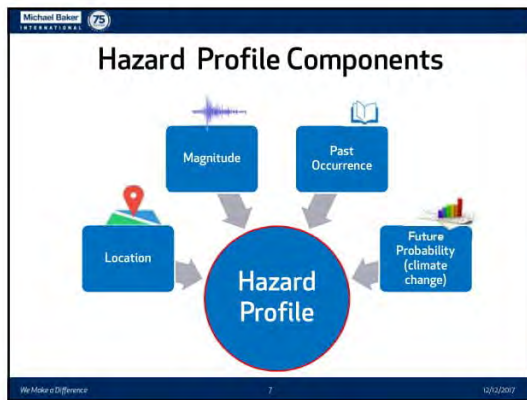 Michael Baker
INTERNATIONAL
75
Hazard Profile Components
Magnitude
Past
Occurrence
Location
Future
Probability
(climate
change)
Hazard
Profile
We Make a Difference
7
12/12/2017